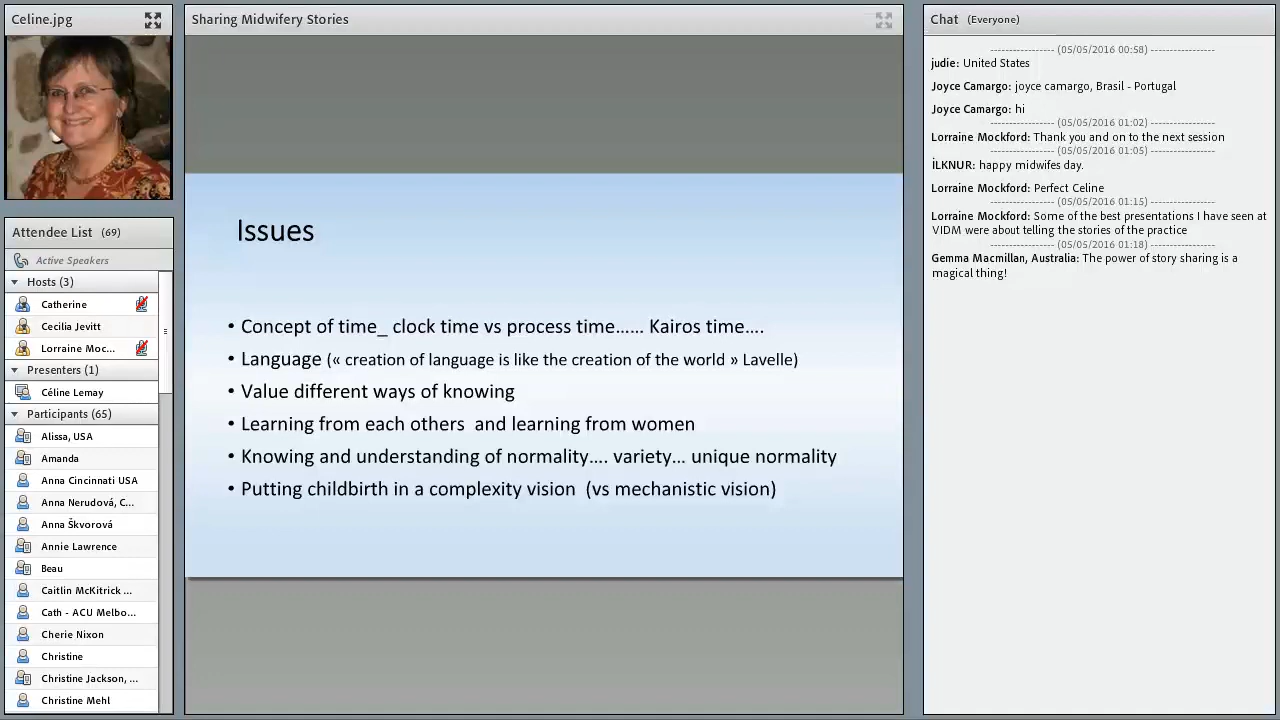 Celine.jpg
Attendee List (69)
Active Speakers
Hosts (3)
Catherine
Cecilia Jevitt
Lorraine Moc...
Presenters (1)
Céline Lemay
Participants (65)
Alissa, USA
Amanda
Anna Cincinnati USA
Anna Nerudová, C...
Anna Škvorová
Annie Lawrence
Beau
Caitlin McKitrick ...
Cath - ACU Melbo...
Cherie Nixon
Christine
Christine Jackson, ...
Christine Mehl
Sharing Midwifery Stories
Issues
• Concept of time_ clock time vs process time...... Kairos time....
• Language (« creation of language is like the creation of the world » Lavelle)
• Value different ways of knowing
• Learning from each others  and learning from women
• Knowing and understanding of normality.... variety... unique normality
• Putting childbirth in a complexity vision  (vs mechanistic vision)
Chat (Everyone)
----------------- (05/05/2016 00:58) -----------------
judie: United States
Joyce Camargo: joyce camargo, Brasil - Portugal
Joyce Camargo: hi
----------------- (05/05/2016 01:02) -----------------
Lorraine Mockford: Thank you and on to the next session
----------------- (05/05/2016 01:05) -----------------
İLKNUR: happy midwifes day.
Lorraine Mockford: Perfect Celine
----------------- (05/05/2016 01:15) -----------------
Lorraine Mockford: Some of the best presentations I have seen at
VIDM were about telling the stories of the practice
----------------- (05/05/2016 01:18) -----------------
Gemma Macmillan, Australia: The power of story sharing is a
magical thing!